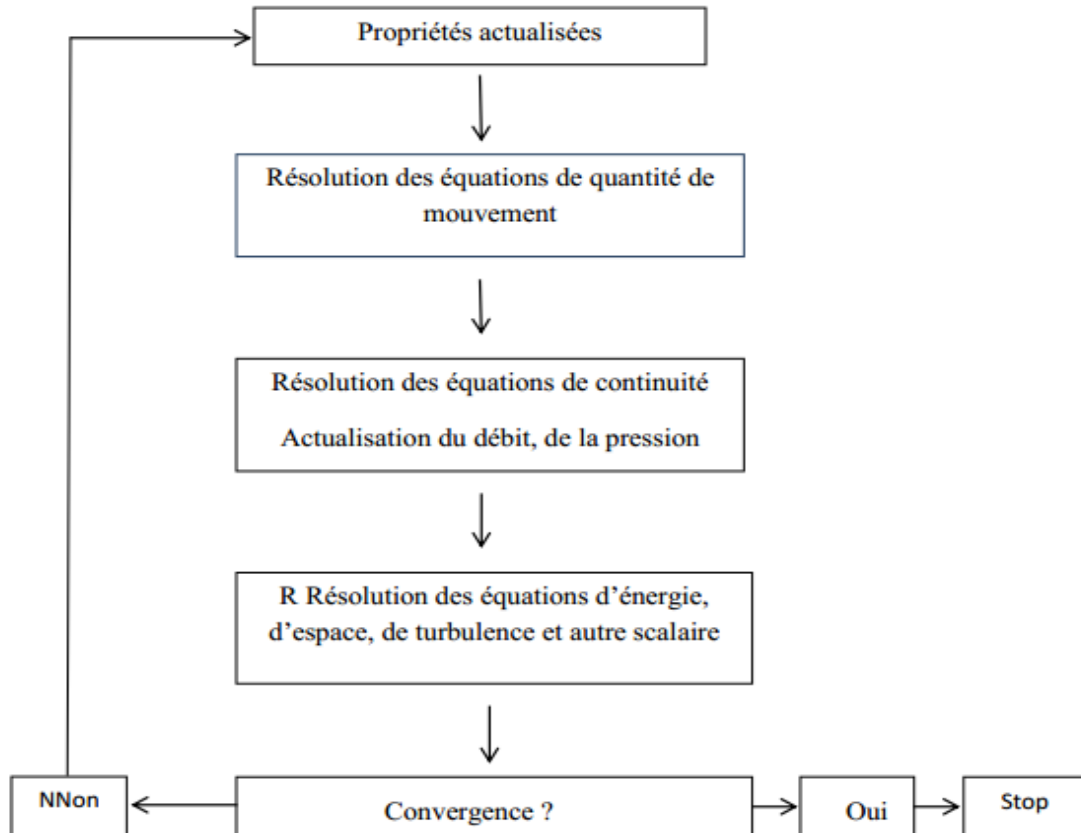 Propriétés actualisées
Résolution des équations de quantité de
mouvement
Résolution des équations de continuité
Actualisation du débit, de la pression
R Résolution des équations d’énergie,
d’espace, de turbulence et autre scalaire
NNon
Convergence ?
Oui
Stop